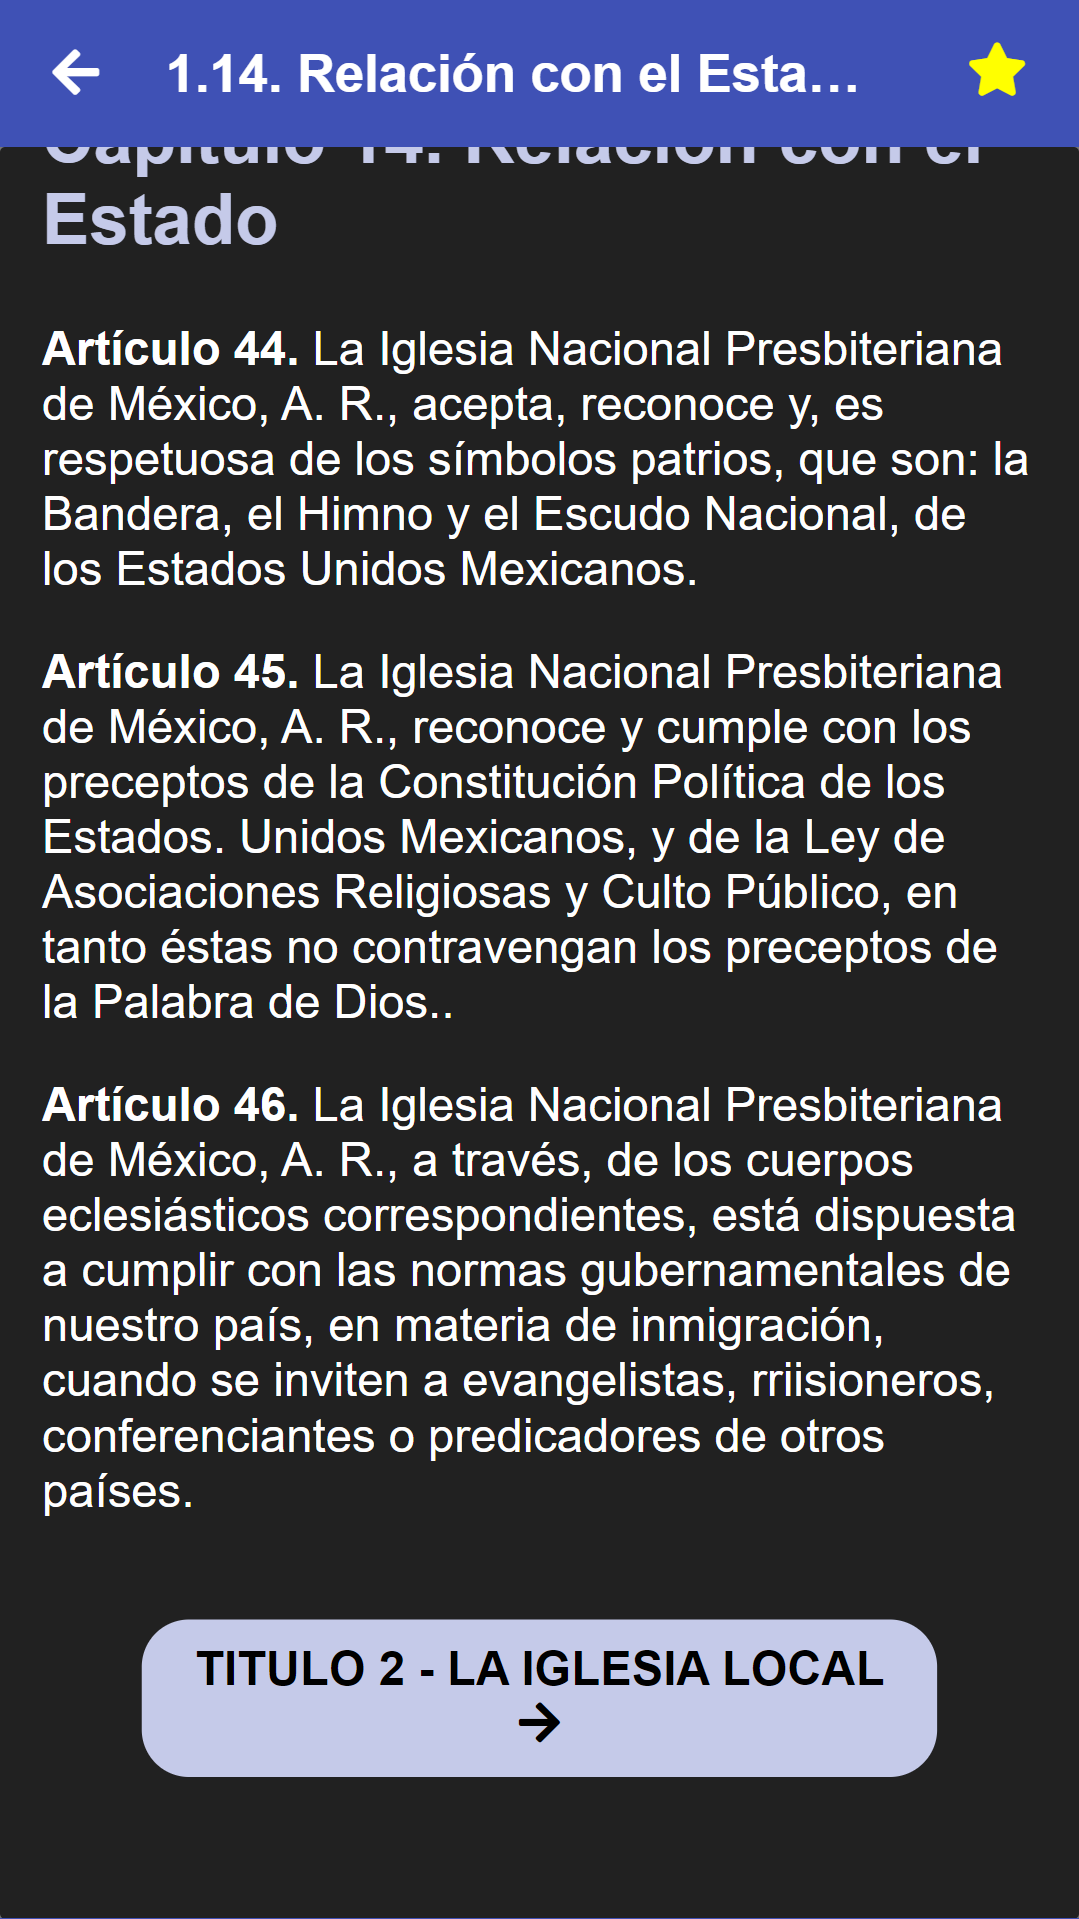 1.14. Relación con el Esta...
Capítulo 14. Relación con el
Estado
Artículo 44. La Iglesia Nacional Presbiteriana
de México, A. R., acepta, reconoce y, es
respetuosa de los símbolos patrios, que son: la
Bandera, el Himno y el Escudo Nacional, de
los Estados Unidos Mexicanos.
Artículo 45. La Iglesia Nacional Presbiteriana
de México, A. R., reconoce y cumple con los
preceptos de la Constitución Política de los
Estados. Unidos Mexicanos, y de la Ley de
Asociaciones Religiosas y Culto Público, en
tanto éstas no contravengan los preceptos de
la Palabra de Dios..
Artículo 46. La Iglesia Nacional Presbiteriana
de México, A. R., a través, de los cuerpos
eclesiásticos correspondientes, está dispuesta
a cumplir con las normas gubernamentales de
nuestro país, en materia de inmigración,
cuando se inviten a evangelistas, rriisioneros,
conferenciantes o predicadores de otros
países.
TITULO 2 - LA IGLESIA LOCAL
→